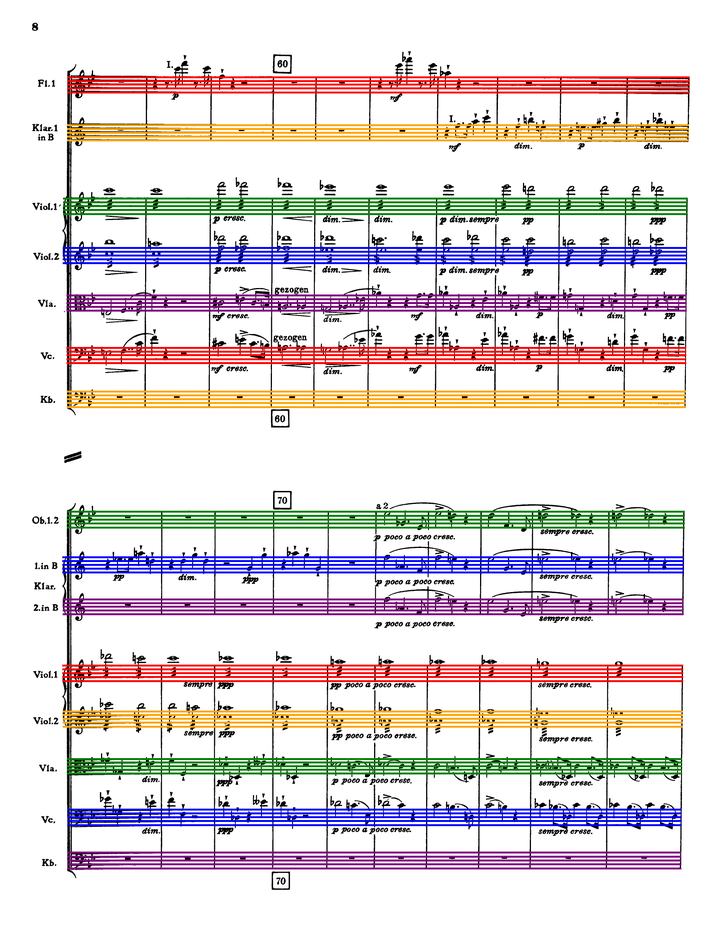 8
60
I.
Fl.1
p
mf
Klar.1
in B
I.
mf dim. p dim.
Viol.1
p cresc. dim. dim. p dim. sempre pp ppp
Viol.2
p cresc. dim. dim. p dim. sempre pp ppp
gezogen
Vla.
mf cresc. dim. mf dim. p dim. pp
gezogen
Vc.
mf cresc. dim. mf dim. p dim. pp
Kb.
60
70
a 2
Ob.1.2
p poco a poco cresc. sempre cresc.
1.in B
pp dim. ppp p poco a poco cresc. sempre cresc.
Klar.
2.in B
p poco a poco cresc. sempre cresc.
Viol.1
sempre ppp pp poco a poco cresc. sempre cresc.
Viol.2
sempre ppp pp poco a poco cresc. sempre cresc.
Vla.
dim. ppp p poco a poco cresc. sempre cresc.
Vc.
dim. ppp p poco a poco cresc. sempre cresc.
Kb.
70